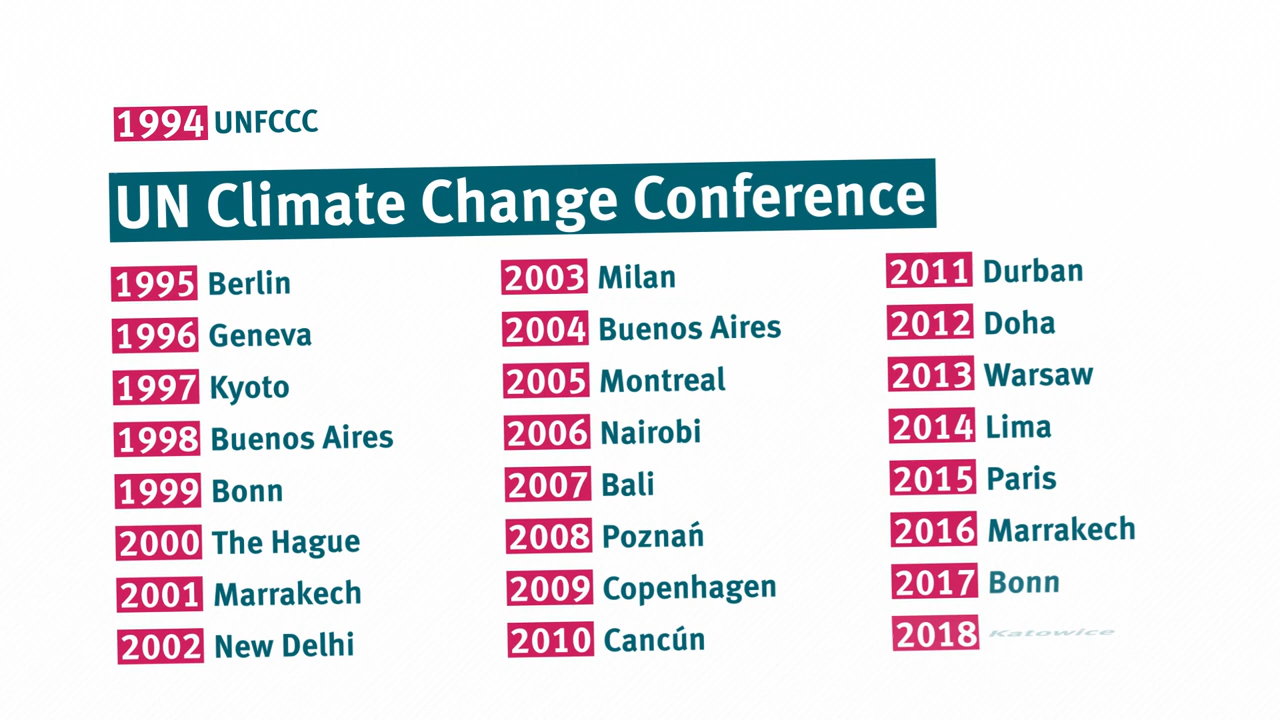 1994 UNFCCC
UN Climate Change Conference
1995 Berlin
1996 Geneva
1997 Kyoto
1998 Buenos Aires
1999 Bonn
2000 The Hague
2001 Marrakech
2002 New Delhi
2003 Milan
2004 Buenos Aires
2005 Montreal
2006 Nairobi
2007 Bali
2008 Poznań
2009 Copenhagen
2010 Cancún
2011 Durban
2012 Doha
2013 Warsaw
2014 Lima
2015 Paris
2016 Marrakech
2017 Bonn
2018 Katowice